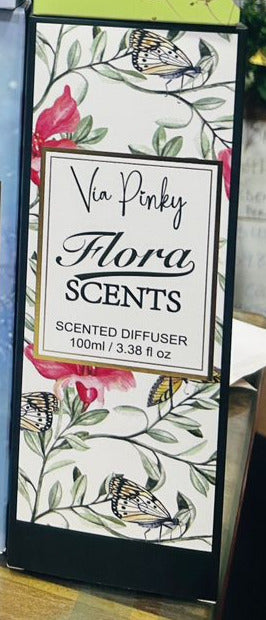 Via Pinky
Flora
SCENTS
SCENTED DIFFUSER
100ml / 3.38 fl oz